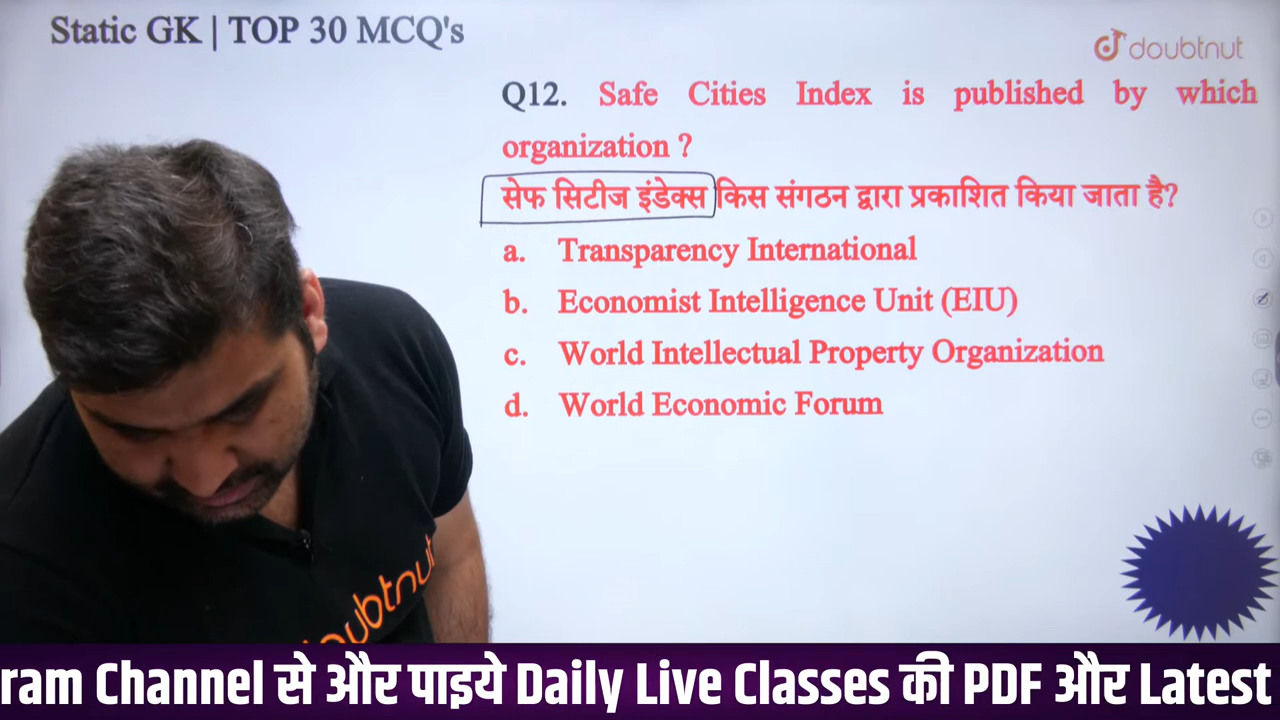 Static GK | TOP 30 MCQ's
doubtnut
Q12. Safe Cities Index is published by which
organization ?
सेफ सिटीज इंडेक्स किस संगठन द्वारा प्रकाशित किया जाता है?
a. Transparency International
b. Economist Intelligence Unit (EIU)
c. World Intellectual Property Organization
d. World Economic Forum
doubtnut
ram Channel से और पाइये Daily Live Classes की PDF और Latest